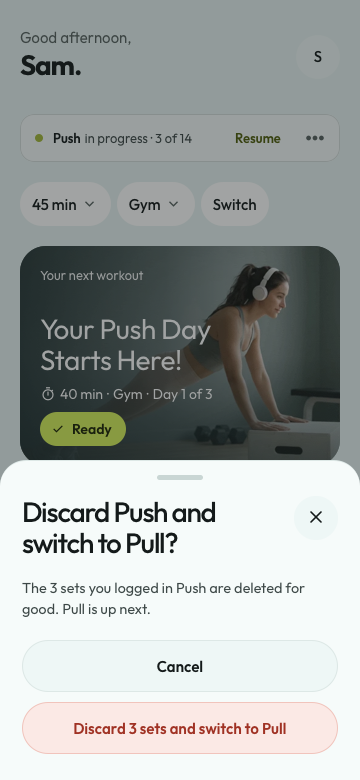 Good afternoon,
Sam.
S
Push in progress · 3 of 14 Resume •••
45 min Gym Switch
Your next workout
Your Push Day
Starts Here!
40 min · Gym · Day 1 of 3
Ready
Discard Push and
switch to Pull?
The 3 sets you logged in Push are deleted for
good. Pull is up next.
Cancel
Discard 3 sets and switch to Pull